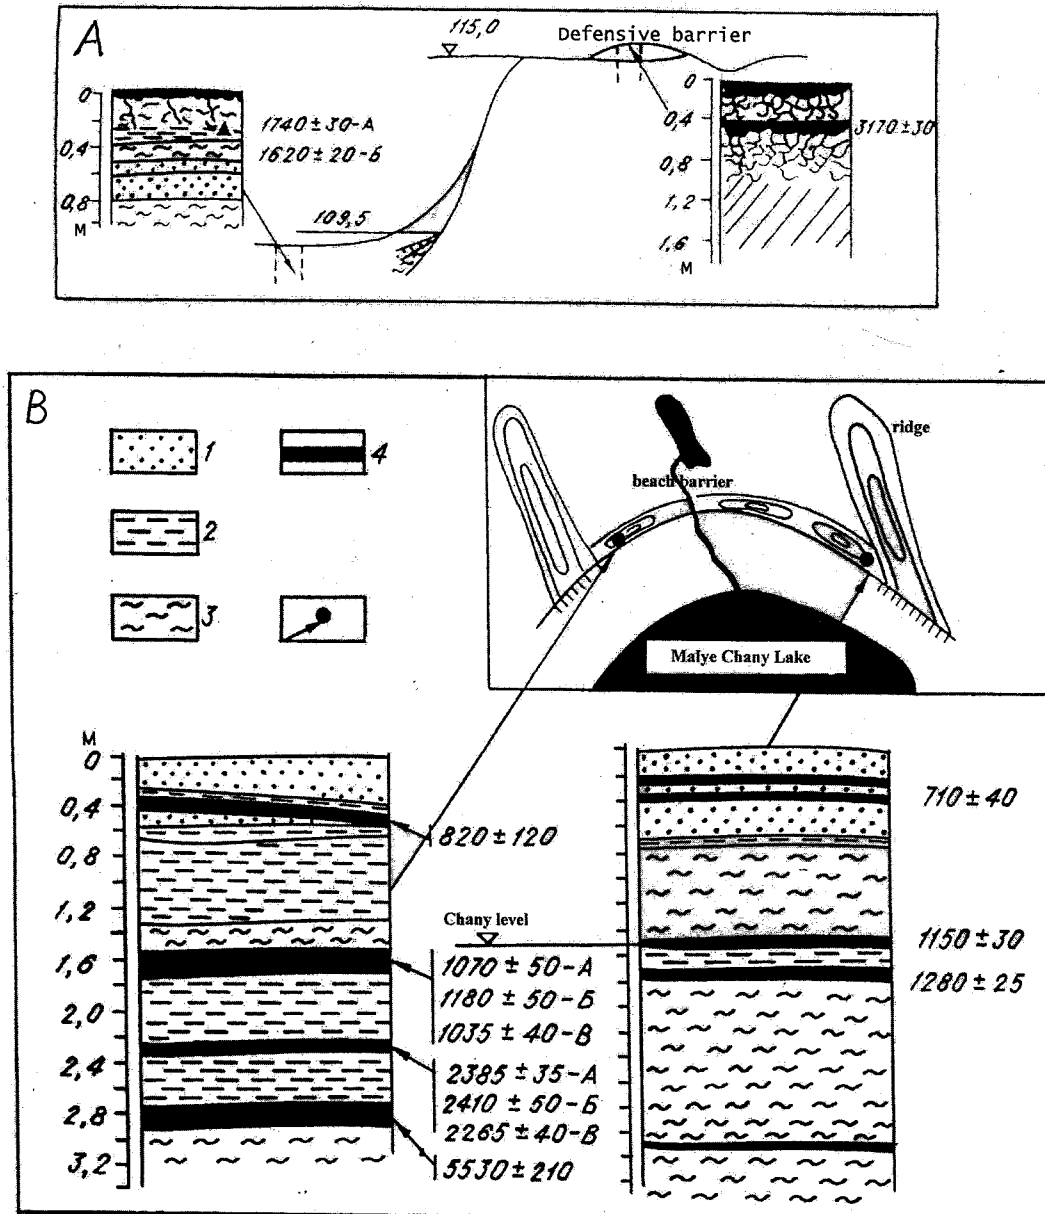 A
115,0
Defensive barrier
0
0,4
0,8
М
1740±30-А
1620±20-Б
109,5
0
0,4
0,8
1,2
1,6
М
3170±30
B
1
4
2
3
ridge
beach barrier
Malye Chany Lake
М
0
0,4
0,8
1,2
1,6
2,0
2,4
2,8
3,2
820±120
Chany level
1070±50-А
1180±50-Б
1035±40-В
2385±35-А
2410±50-Б
2265±40-В
5530±210
710±40
1150±30
1280±25